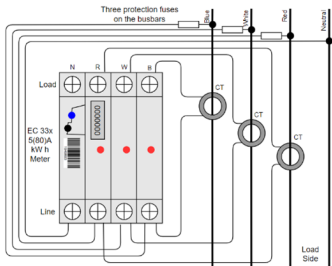 Three protection fuses
on the busbars
Blue
White
Red
Neutral
N R W B
Load
CT
CT
CT
EC 33x
5(80)A
kW h
Meter
0000000
Line
Load
Side